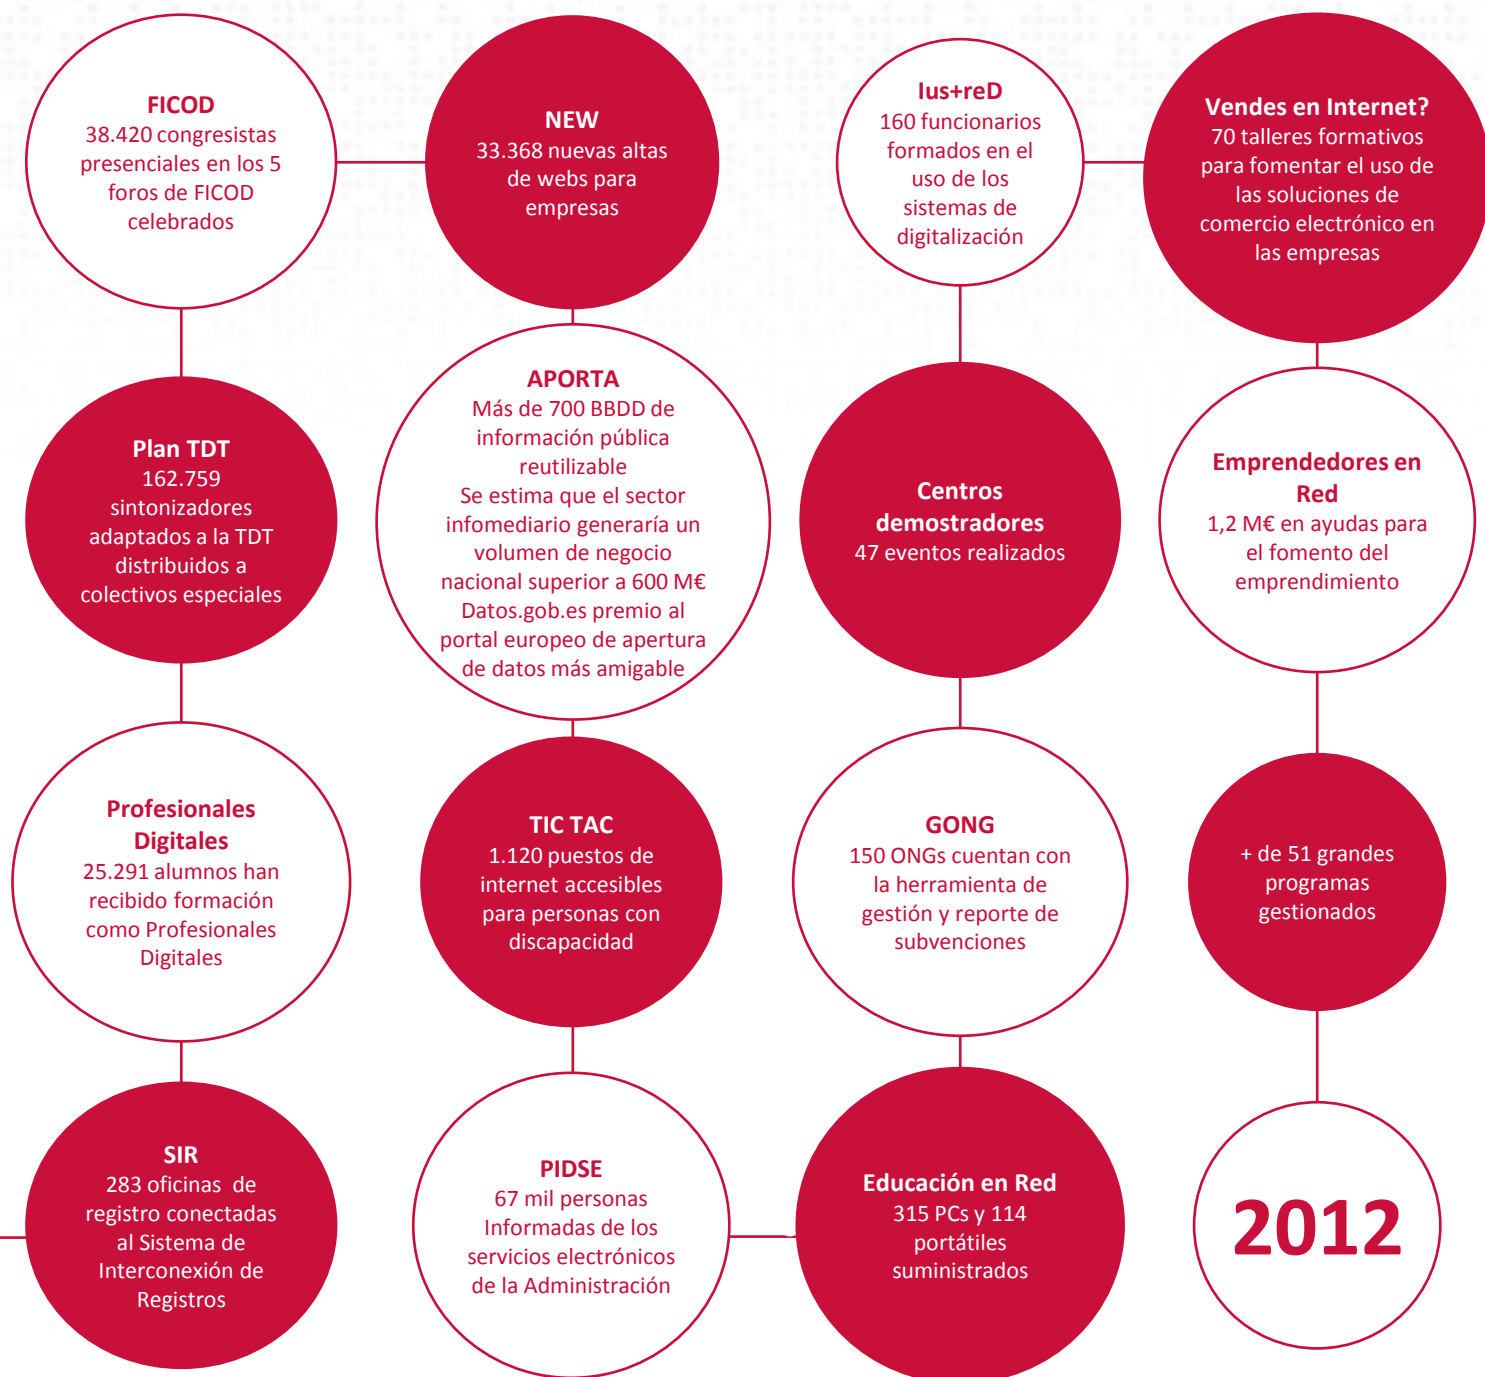 FICOD
38.420 congresistas
presenciales en los 5
foros de FICOD
celebrados
NEW
33.368 nuevas altas
de webs para
empresas
Ius+reD
160 funcionarios
formados en el
uso de los
sistemas de
digitalización
Vendes en Internet?
70 talleres formativos
para fomentar el uso de
las soluciones de
comercio electrónico en
las empresas
Plan TDT
162.759
sintonizadores
adaptados a la TDT
distribuidos a
colectivos especiales
APORTA
Más de 700 BBDD de
información pública
reutilizable
Se estima que el sector
infomediario generaría un
volumen de negocio
nacional superior a 600 M€
Datos.gob.es premio al
portal europeo de apertura
de datos más amigable
Centros
demostradores
47 eventos realizados
Emprendedores en
Red
1,2 M€ en ayudas para
el fomento del
emprendimiento
Profesionales
Digitales
25.291 alumnos han
recibido formación
como Profesionales
Digitales
TIC TAC
1.120 puestos de
internet accesibles
para personas con
discapacidad
GONG
150 ONGs cuentan con
la herramienta de
gestión y reporte de
subvenciones
+ de 51 grandes
programas
gestionados
SIR
283 oficinas de
registro conectadas
al Sistema de
Interconexión de
Registros
PIDSE
67 mil personas
Informadas de los
servicios electrónicos
de la Administración
Educación en Red
315 PCs y 114
portátiles
suministrados
2012